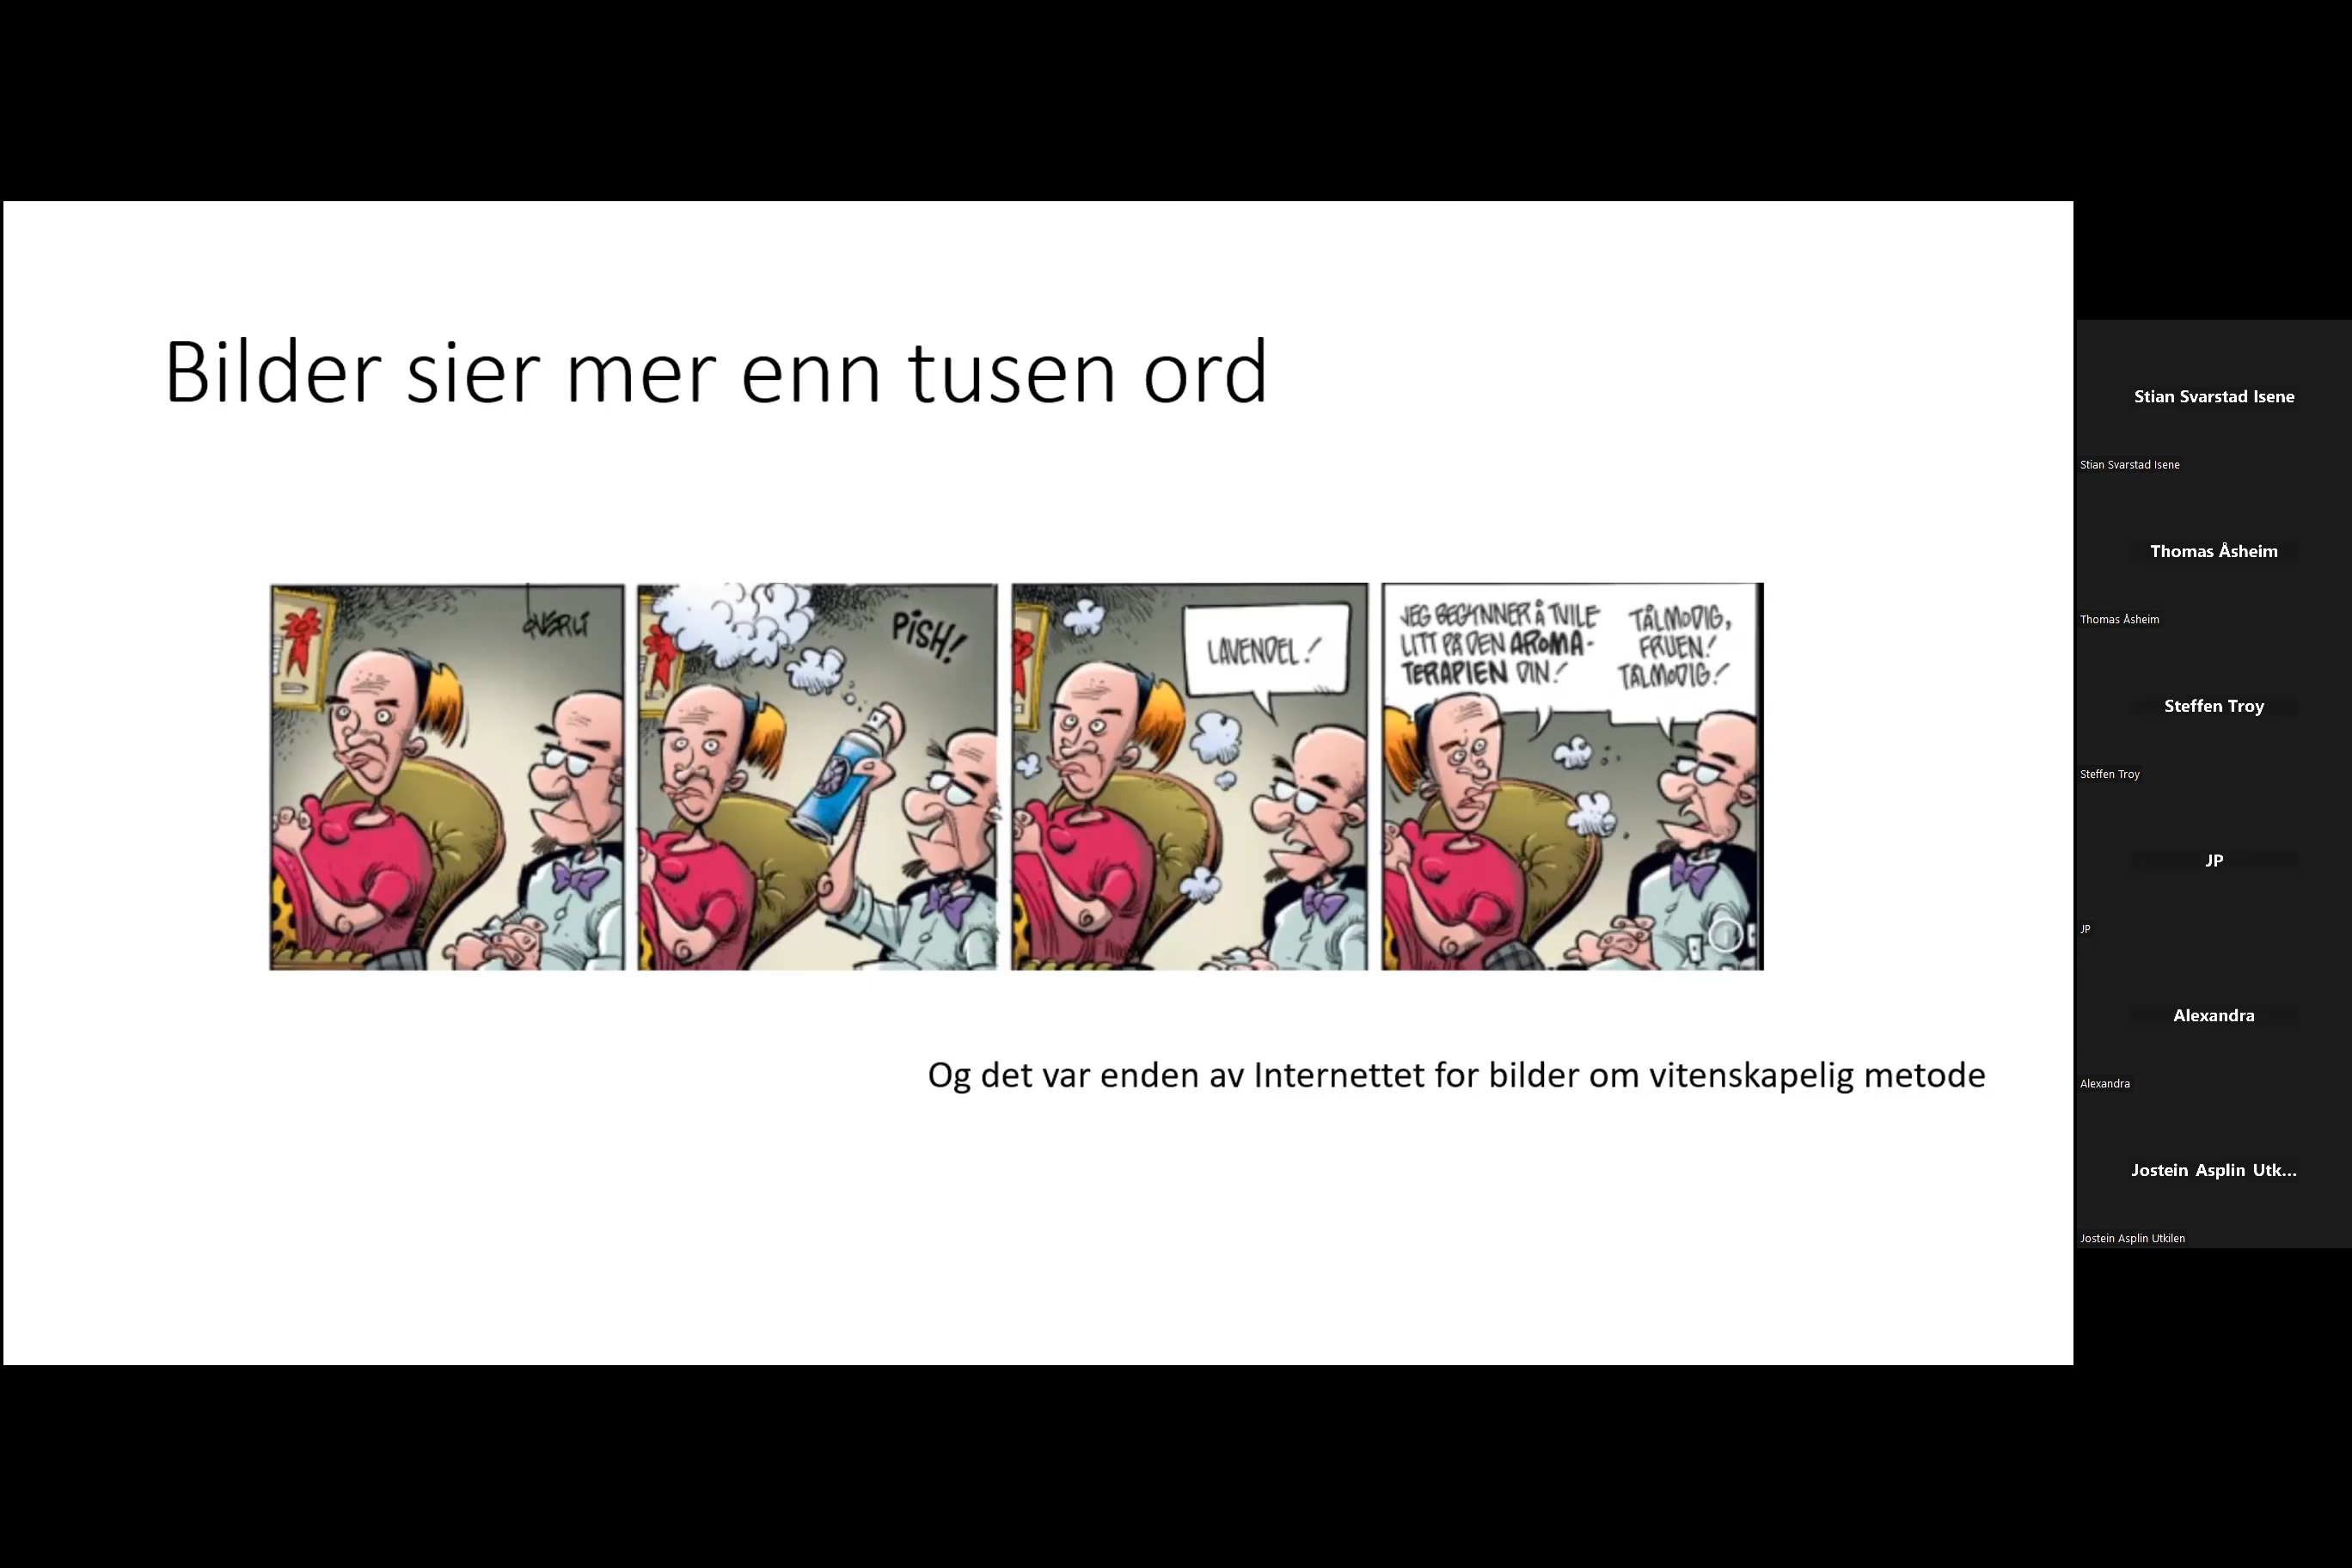 Bilder sier mer enn tusen ord
ØVERLI
PISH!
LAVENDEL!
JEG BEGYNNER Å TVILE
LITT PÅ DEN AROMA-
TERAPIEN DIN!
TÅLMODIG,
FRUEN!
TÅLMODIG!
Og det var enden av Internettet for bilder om vitenskapelig metode
Stian Svarstad Isene
Stian Svarstad Isene
Thomas Åsheim
Thomas Åsheim
Steffen Troy
Steffen Troy
JP
JP
Alexandra
Alexandra
Jostein Asplin Utk...
Jostein Asplin Utkilen